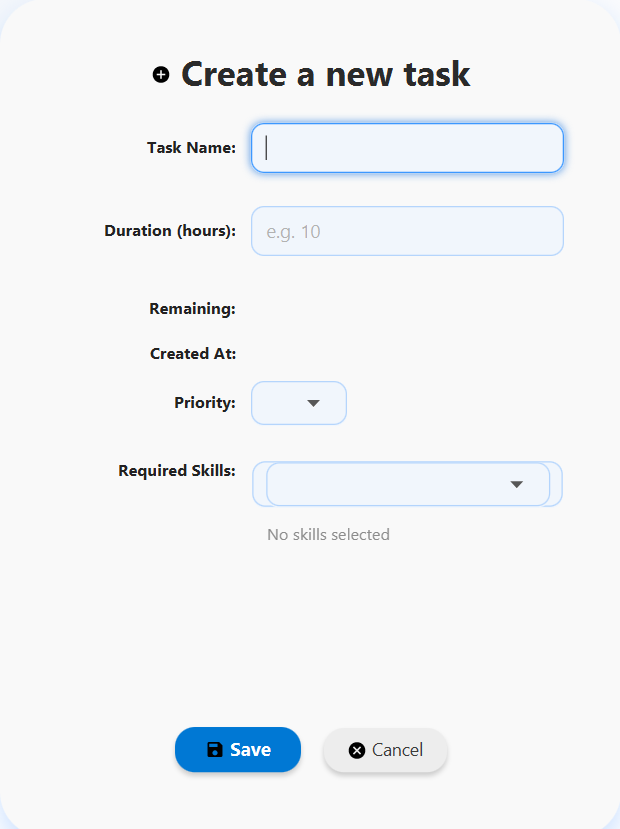 Create a new task
Task Name:
Duration (hours): e.g. 10
Remaining:
Created At:
Priority:
Required Skills:
No skills selected
Save Cancel